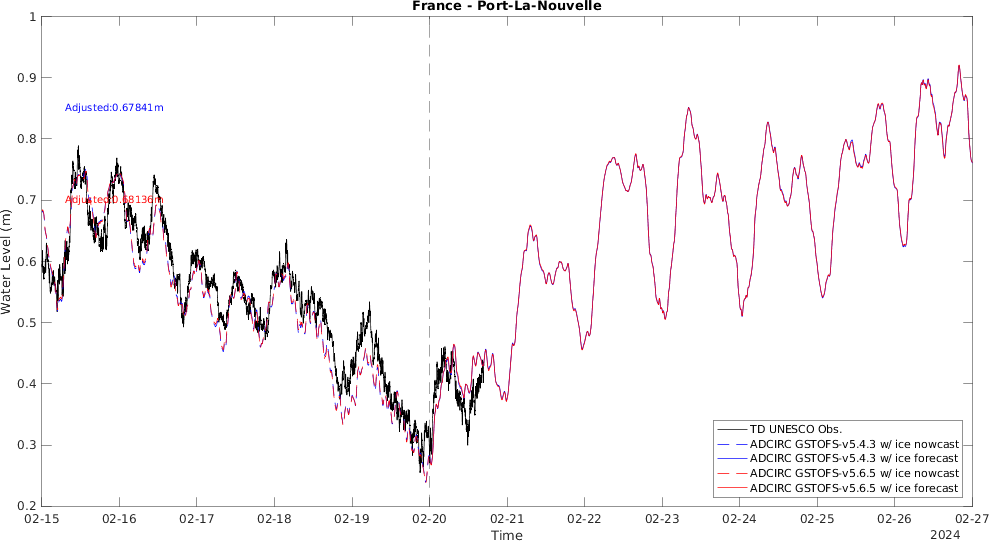 France - Port-La-Nouvelle
1
0.9
0.8
0.7
0.6
0.5
0.4
0.3
0.2
Water Level (m)
Adjusted:0.67841m
Adjusted:0.68136m
TD UNESCO Obs.
ADCIRC GSTOFS-v5.4.3 w/ ice nowcast
ADCIRC GSTOFS-v5.4.3 w/ ice forecast
ADCIRC GSTOFS-v5.6.5 w/ ice nowcast
ADCIRC GSTOFS-v5.6.5 w/ ice forecast
02-15 02-16 02-17 02-18 02-19 02-20 02-21 02-22 02-23 02-24 02-25 02-26 02-27
Time
2024